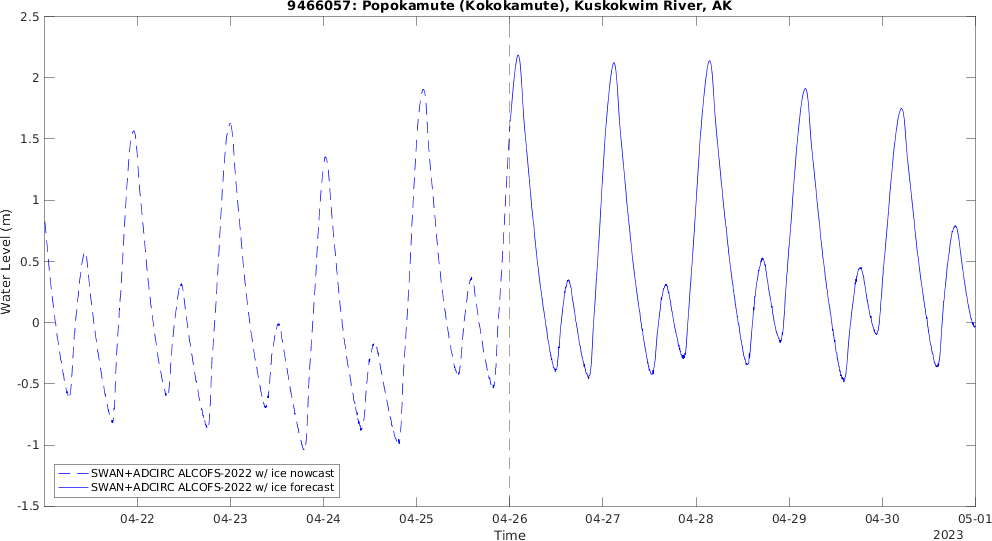 9466057: Popokamute (Kokokamute), Kuskokwim River, AK
2.5
2
1.5
1
0.5
0
-0.5
-1
-1.5
Water Level (m)
SWAN+ADCIRC ALCOFS-2022 w/ ice nowcast
SWAN+ADCIRC ALCOFS-2022 w/ ice forecast
04-22 04-23 04-24 04-25 04-26 04-27 04-28 04-29 04-30 05-01
Time
2023